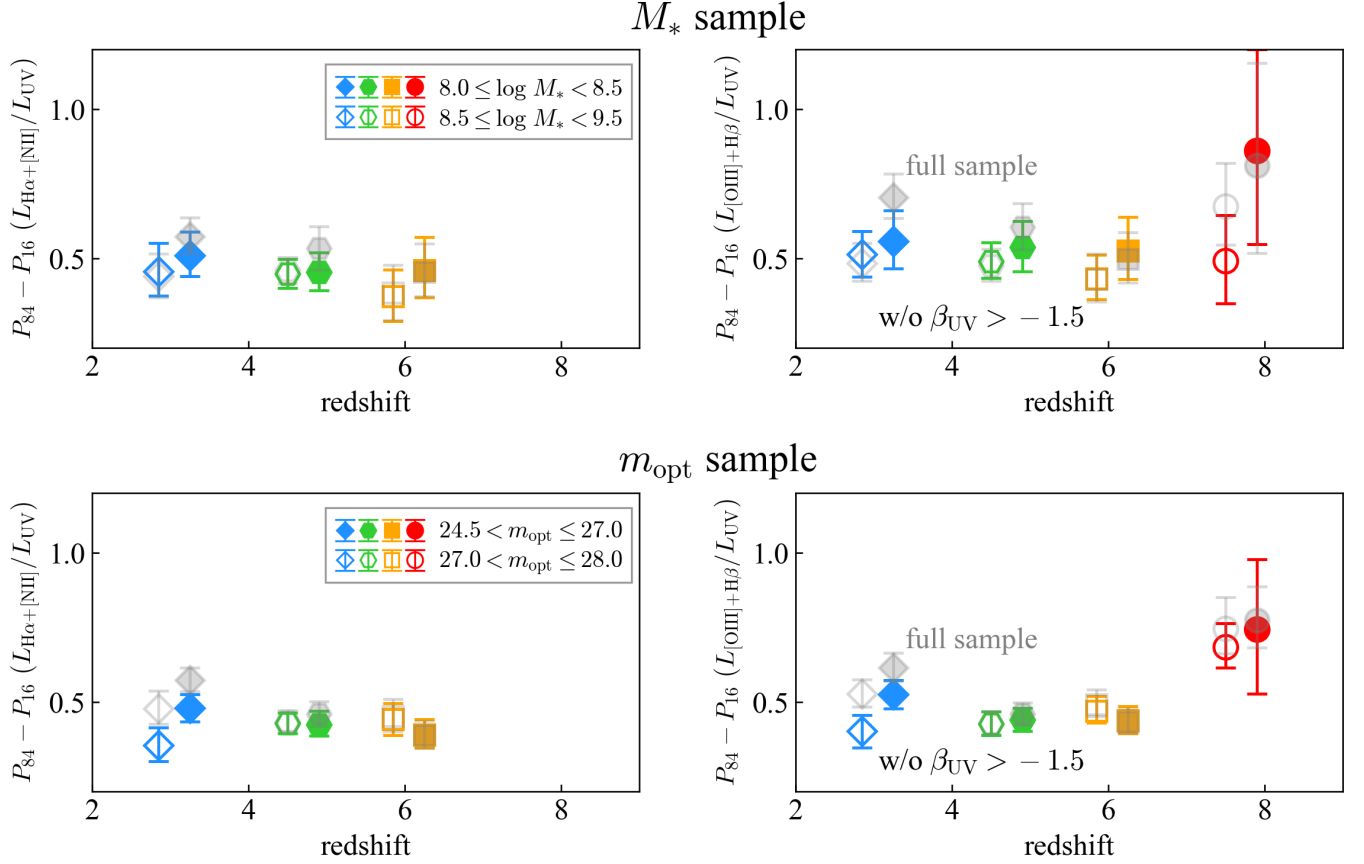 M* sample
P84 − P16 (LHα+[NII]/LUV)
1.0
0.5
8.0 ≤ log M* < 8.5
8.5 ≤ log M* < 9.5
2 4 6 8
redshift
P84 − P16 (L[OIII]+Hβ/LUV)
1.0
0.5
full sample
w/o βUV > − 1.5
2 4 6 8
redshift
mopt sample
P84 − P16 (LHα+[NII]/LUV)
1.0
0.5
24.5 < mopt ≤ 27.0
27.0 < mopt ≤ 28.0
2 4 6 8
redshift
P84 − P16 (L[OIII]+Hβ/LUV)
1.0
0.5
full sample
w/o βUV > − 1.5
2 4 6 8
redshift